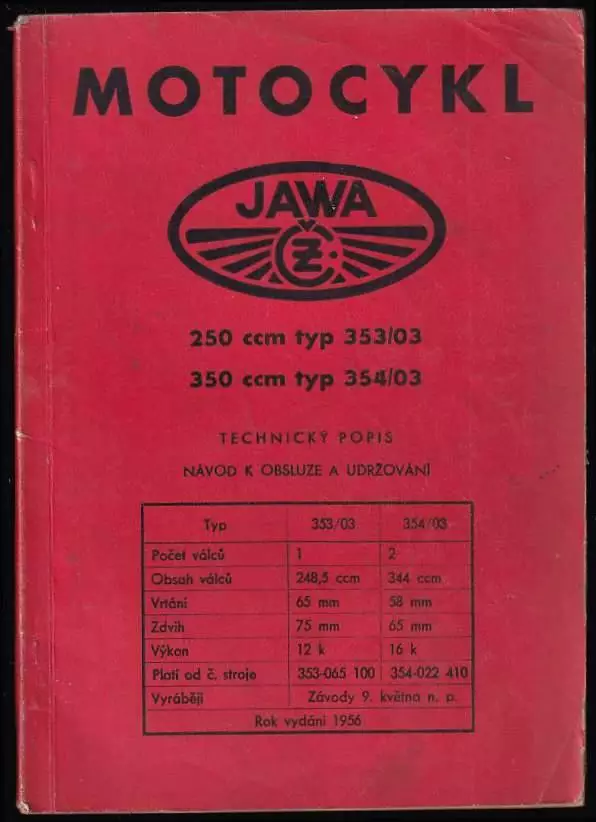 MOTOCYKL
JAWA
ČZ
250 ccm typ 353/03
350 ccm typ 354/03
TECHNICKÝ POPIS
NÁVOD K OBSLUZE A UDRŽOVÁNÍ
Typ 353/03 354/03
Počet válců 1 2
Obsah válců 248,5 ccm 344 ccm
Vrtání 65 mm 58 mm
Zdvih 75 mm 65 mm
Výkon 12 k 16 k
Platí od č. stroje 353-065 100 354-022 410
Vyrábějí Závody 9. května n. p.
Rok vydání 1956